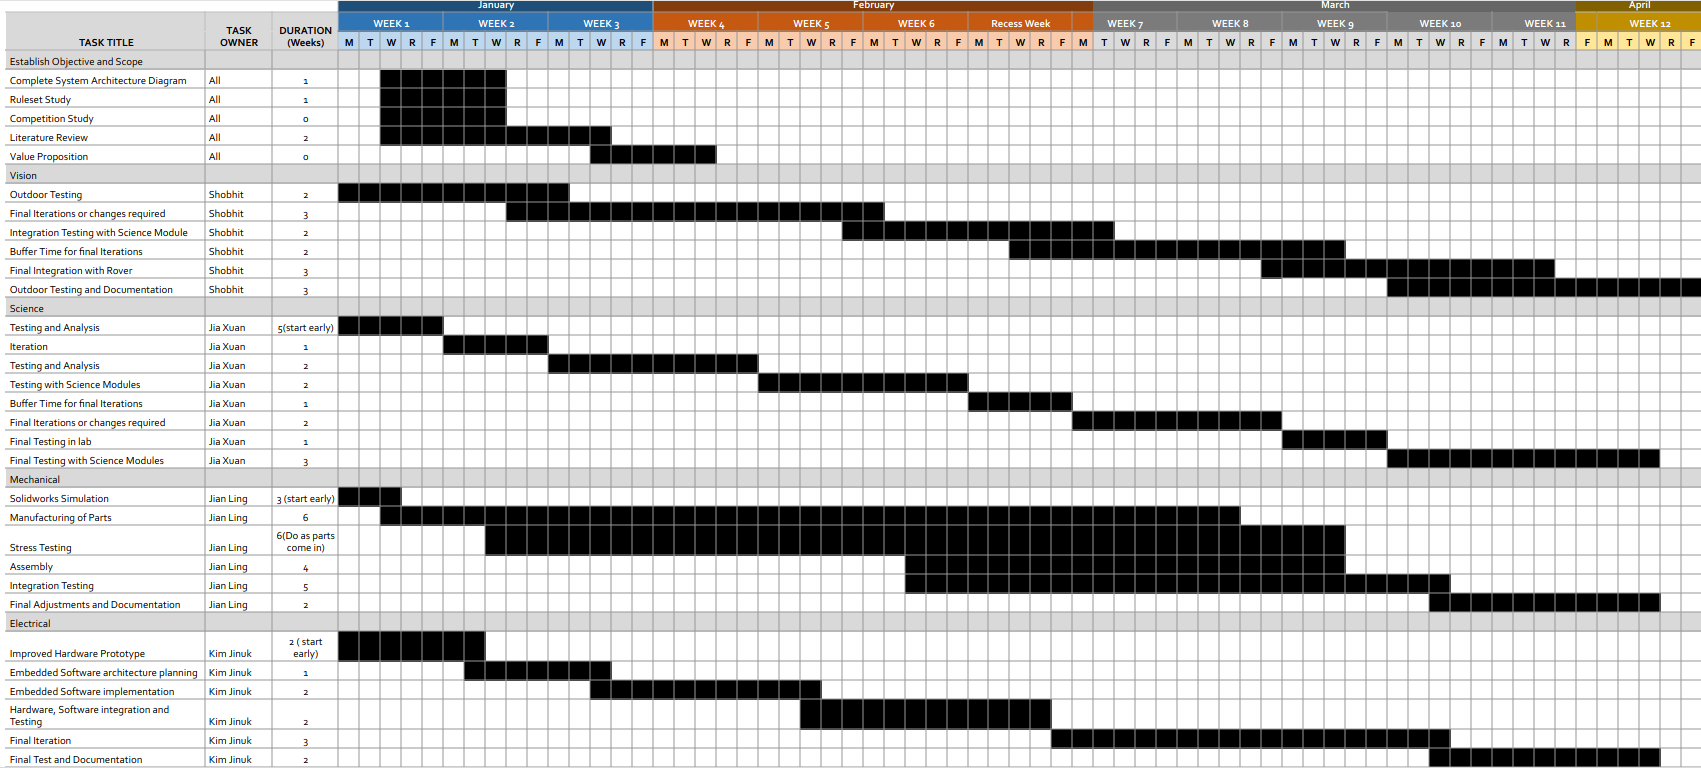 January February March April
WEEK 1 WEEK 2 WEEK 3 WEEK 4 WEEK 5 WEEK 6 Recess Week WEEK 7 WEEK 8 WEEK 9 WEEK 10 WEEK 11 WEEK 12
TASK TITLE TASK OWNER DURATION (Weeks) M T W R F M T W R F M T W R F M T W R F M T W R F M T W R F M T W R F M T W R F M T W R F M T W R F M T W R F M T W R F M T W R F
Establish Objective and Scope
Complete System Architecture Diagram All 1
Ruleset Study All 1
Competition Study All 0
Literature Review All 2
Value Proposition All 0
Vision
Outdoor Testing Shobhit 2
Final Iterations or changes required Shobhit 3
Integration Testing with Science Module Shobhit 2
Buffer Time for final Iterations Shobhit 2
Final Integration with Rover Shobhit 3
Outdoor Testing and Documentation Shobhit 3
Science
Testing and Analysis Jia Xuan 5(start early)
Iteration Jia Xuan 1
Testing and Analysis Jia Xuan 2
Testing with Science Modules Jia Xuan 2
Buffer Time for final Iterations Jia Xuan 1
Final Iterations or changes required Jia Xuan 2
Final Testing in lab Jia Xuan 1
Final Testing with Science Modules Jia Xuan 3
Mechanical
Solidworks Simulation Jian Ling 3 (start early)
Manufacturing of Parts Jian Ling 6
Stress Testing Jian Ling 6(Do as parts come in)
Assembly Jian Ling 4
Integration Testing Jian Ling 5
Final Adjustments and Documentation Jian Ling 2
Electrical
Improved Hardware Prototype Kim Jinuk 2 ( start early)
Embedded Software architecture planning Kim Jinuk 1
Embedded Software implementation Kim Jinuk 2
Hardware, Software integration and Testing Kim Jinuk 2
Final Iteration Kim Jinuk 3
Final Test and Documentation Kim Jinuk 2